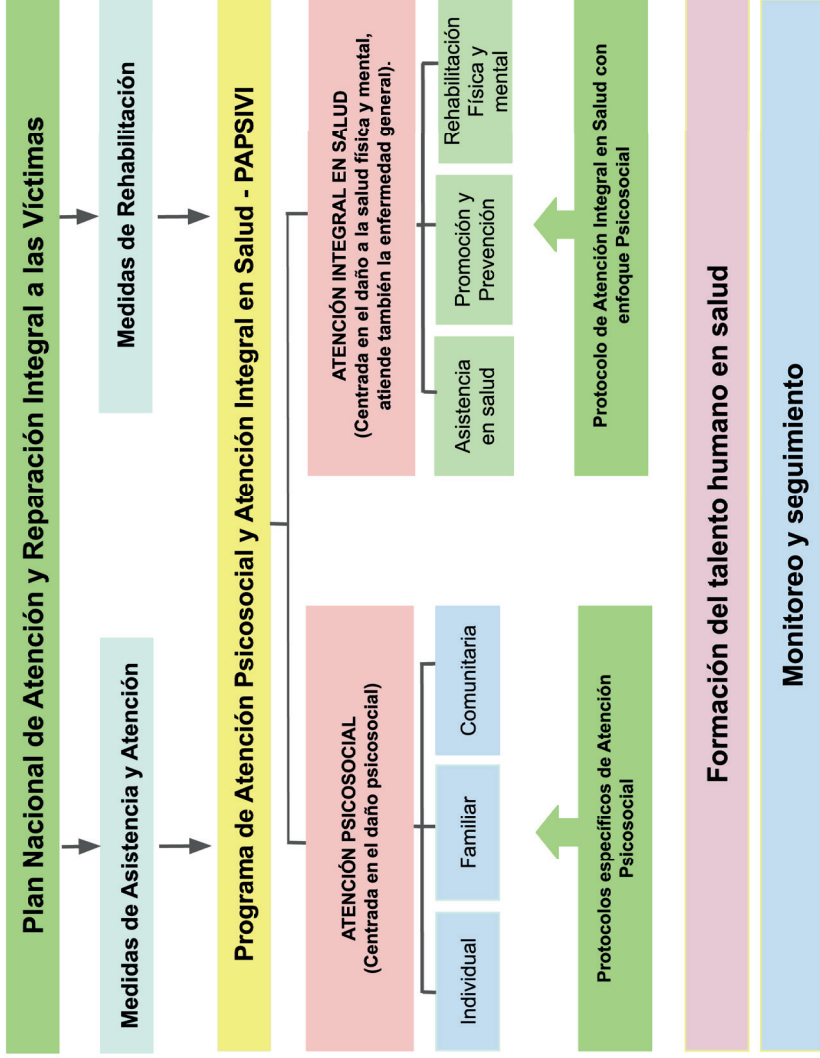 Plan Nacional de Atención y Reparación Integral a las Víctimas
Medidas de Asistencia y Atención
Medidas de Rehabilitación
Programa de Atención Psicosocial y Atención Integral en Salud - PAPSIVI
ATENCIÓN PSICOSOCIAL
(Centrada en el daño psicosocial)
Individual
Familiar
Comunitaria
Protocolos específicos de Atención
Psicosocial
ATENCIÓN INTEGRAL EN SALUD
(Centrada en el daño a la salud física y mental,
atiende también la enfermedad general).
Asistencia
en salud
Promoción y
Prevención
Rehabilitación
Física y
mental
Protocolo de Atención Integral en Salud con
enfoque Psicosocial
Formación del talento humano en salud
Monitoreo y seguimiento